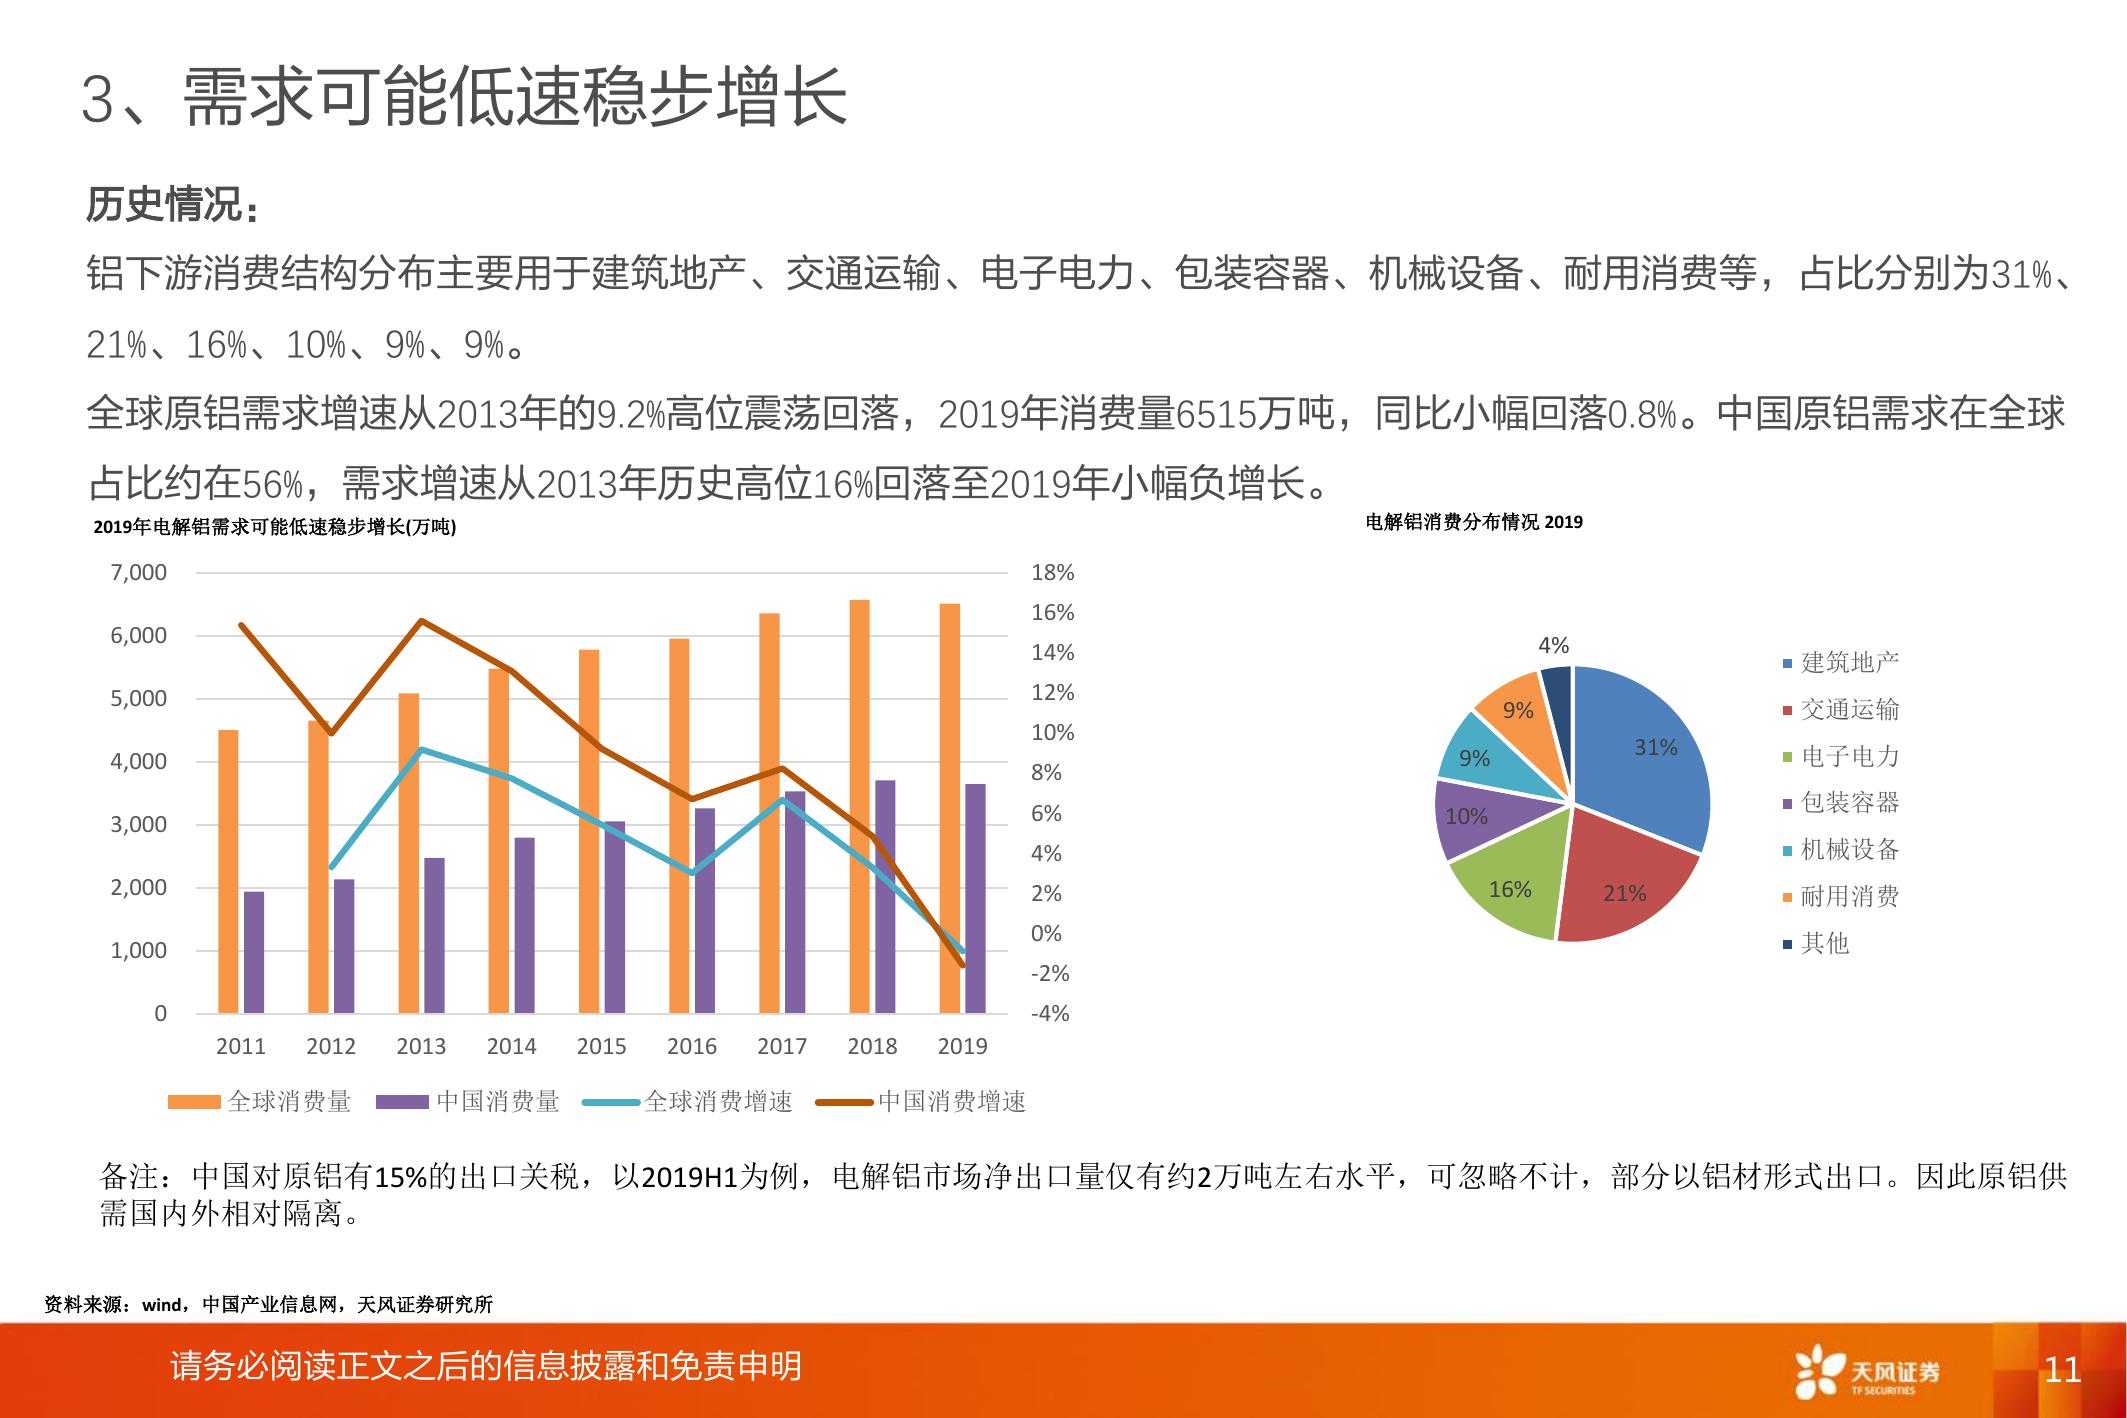 3、需求可能低速稳步增长
历史情况：
铝下游消费结构分布主要用于建筑地产、交通运输、电子电力、包装容器、机械设备、耐用消费等，占比分别为31%、
21%、16%、10%、9%、9%。
全球原铝需求增速从2013年的9.2%高位震荡回落，2019年消费量6515万吨，同比小幅回落0.8%。中国原铝需求在全球
占比约在56%，需求增速从2013年历史高位16%回落至2019年小幅负增长。
2019年电解铝需求可能低速稳步增长(万吨)
7,000
6,000
5,000
4,000
3,000
2,000
1,000
0
18%
16%
14%
12%
10%
8%
6%
4%
2%
0%
-2%
-4%
2011 2012 2013 2014 2015 2016 2017 2018 2019
全球消费量 中国消费量 全球消费增速 中国消费增速
电解铝消费分布情况 2019
4%
31%
21%
16%
10%
9%
9%
建筑地产
交通运输
电子电力
包装容器
机械设备
耐用消费
其他
备注：中国对原铝有15%的出口关税，以2019H1为例，电解铝市场净出口量仅有约2万吨左右水平，可忽略不计，部分以铝材形式出口。因此原铝供
需国内外相对隔离。
资料来源：wind，中国产业信息网，天风证券研究所
请务必阅读正文之后的信息披露和免责申明
天风证券
TF SECURITIES
11